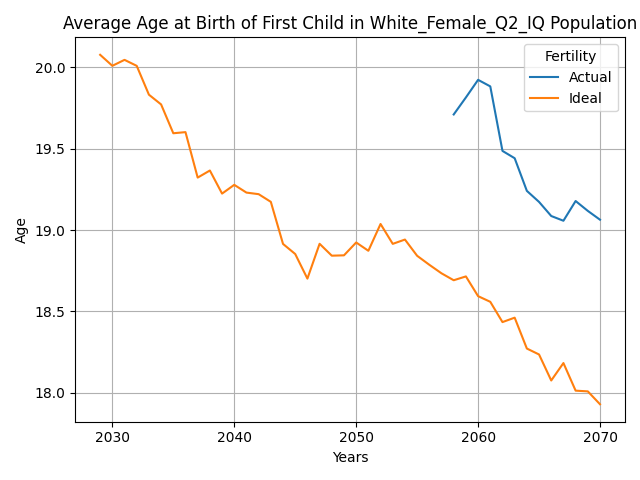 Average Age at Birth of First Child in White_Female_Q2_IQ Population
Fertility
Actual
Ideal
20.0
19.5
19.0
18.5
18.0
Age
2030 2040 2050 2060 2070
Years